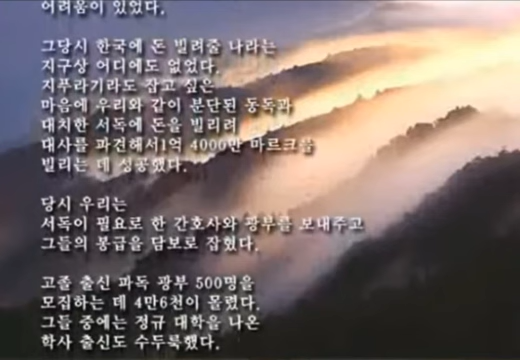 어려움이 있었다.
그당시 한국에 돈 빌려줄 나라는
지구상 어디에도 없었다.
지푸라기라도 잡고 싶은
마음에 우리와 같이 분단된 동독과
대치한 서독에 돈을 빌리려
대사를 파견해서1억 4000만 마르크를
빌리는 데 성공했다.
당시 우리는
서독이 필요로 한 간호사와 광부를 보내주고
그들의 봉급을 담보로 잡혔다.
고졸 출신 파독 광부 500명을
모집하는 데 4만6천이 몰렸다.
그들 중에는 정규 대학을 나온
학사 출신도 수두룩했다.